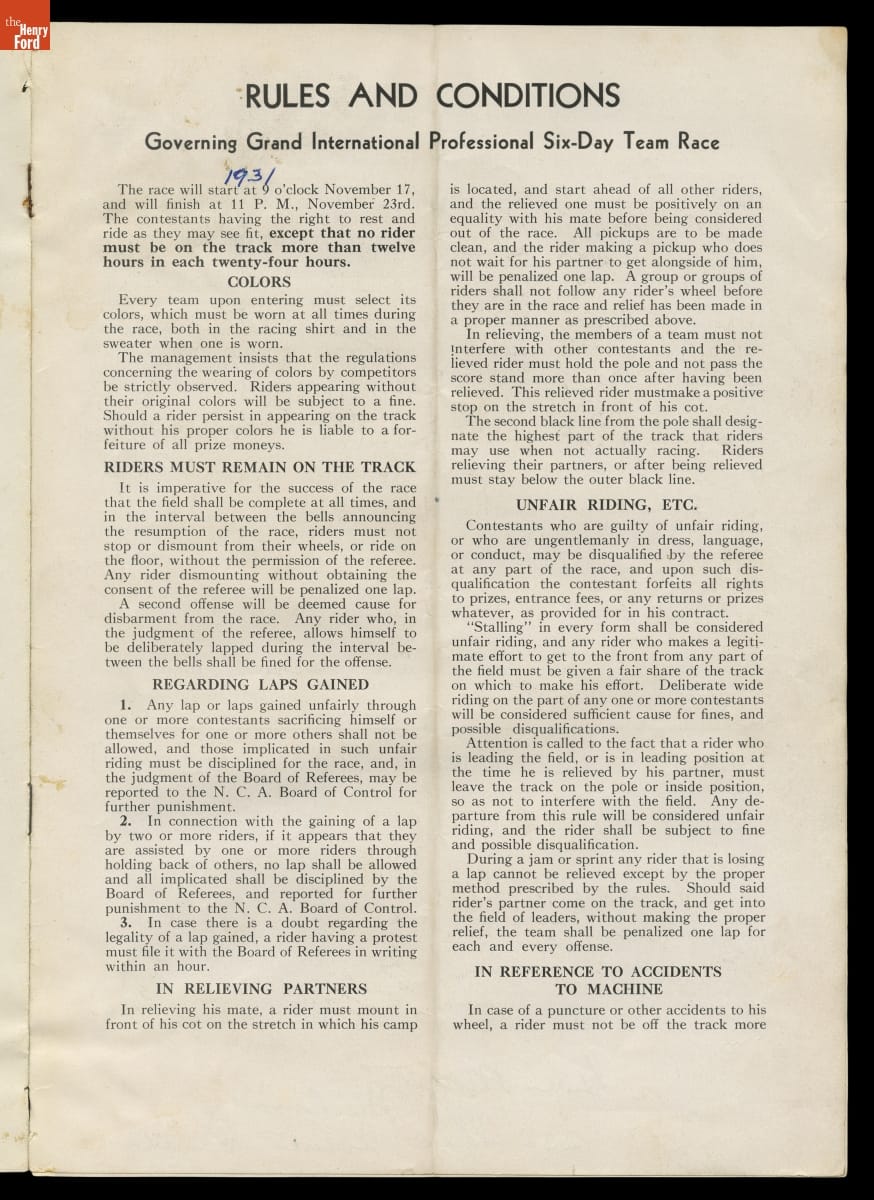 the
Henry
Ford
RULES AND CONDITIONS
Governing Grand International Professional Six-Day Team Race
1931
The race will start at 9 o'clock November 17,
and will finish at 11 P. M., November 23rd.
The contestants having the right to rest and
ride as they may see fit, except that no rider
must be on the track more than twelve
hours in each twenty-four hours.
COLORS
Every team upon entering must select its
colors, which must be worn at all times during
the race, both in the racing shirt and in the
sweater when one is worn.
The management insists that the regulations
concerning the wearing of colors by competitors
be strictly observed. Riders appearing without
their original colors will be subject to a fine.
Should a rider persist in appearing on the track
without his proper colors he is liable to a for-
feiture of all prize moneys.
RIDERS MUST REMAIN ON THE TRACK
It is imperative for the success of the race
that the field shall be complete at all times, and
in the interval between the bells announcing
the resumption of the race, riders must not
stop or dismount from their wheels, or ride on
the floor, without the permission of the referee.
Any rider dismounting without obtaining the
consent of the referee will be penalized one lap.
A second offense will be deemed cause for
disbarment from the race. Any rider who, in
the judgment of the referee, allows himself to
be deliberately lapped during the interval be-
tween the bells shall be fined for the offense.
REGARDING LAPS GAINED
1. Any lap or laps gained unfairly through
one or more contestants sacrificing himself or
themselves for one or more others shall not be
allowed, and those implicated in such unfair
riding must be disciplined for the race, and, in
the judgment of the Board of Referees, may be
reported to the N. C. A. Board of Control for
further punishment.
2. In connection with the gaining of a lap
by two or more riders, if it appears that they
are assisted by one or more riders through
holding back of others, no lap shall be allowed
and all implicated shall be disciplined by the
Board of Referees, and reported for further
punishment to the N. C. A. Board of Control.
3. In case there is a doubt regarding the
legality of a lap gained, a rider having a protest
must file it with the Board of Referees in writing
within an hour.
IN RELIEVING PARTNERS
In relieving his mate, a rider must mount in
front of his cot on the stretch in which his camp
is located, and start ahead of all other riders,
and the relieved one must be positively on an
equality with his mate before being considered
out of the race. All pickups are to be made
clean, and the rider making a pickup who does
not wait for his partner to get alongside of him,
will be penalized one lap. A group or groups of
riders shall not follow any rider's wheel before
they are in the race and relief has been made in
a proper manner as prescribed above.
In relieving, the members of a team must not
interfere with other contestants and the re-
lieved rider must hold the pole and not pass the
score stand more than once after having been
relieved. This relieved rider mustmake a positive
stop on the stretch in front of his cot.
The second black line from the pole shall desig-
nate the highest part of the track that riders
may use when not actually racing. Riders
relieving their partners, or after being relieved
must stay below the outer black line.
UNFAIR RIDING, ETC.
Contestants who are guilty of unfair riding,
or who are ungentlemanly in dress, language,
or conduct, may be disqualified by the referee
at any part of the race, and upon such dis-
qualification the contestant forfeits all rights
to prizes, entrance fees, or any returns or prizes
whatever, as provided for in his contract.
"Stalling" in every form shall be considered
unfair riding, and any rider who makes a legiti-
mate effort to get to the front from any part of
the field must be given a fair share of the track
on which to make his effort. Deliberate wide
riding on the part of any one or more contestants
will be considered sufficient cause for fines, and
possible disqualifications.
Attention is called to the fact that a rider who
is leading the field, or is in leading position at
the time he is relieved by his partner, must
leave the track on the pole or inside position,
so as not to interfere with the field. Any de-
parture from this rule will be considered unfair
riding, and the rider shall be subject to fine
and possible disqualification.
During a jam or sprint any rider that is losing
a lap cannot be relieved except by the proper
method prescribed by the rules. Should said
rider's partner come on the track, and get into
the field of leaders, without making the proper
relief, the team shall be penalized one lap for
each and every offense.
IN REFERENCE TO ACCIDENTS
TO MACHINE
In case of a puncture or other accidents to his
wheel, a rider must not be off the track more